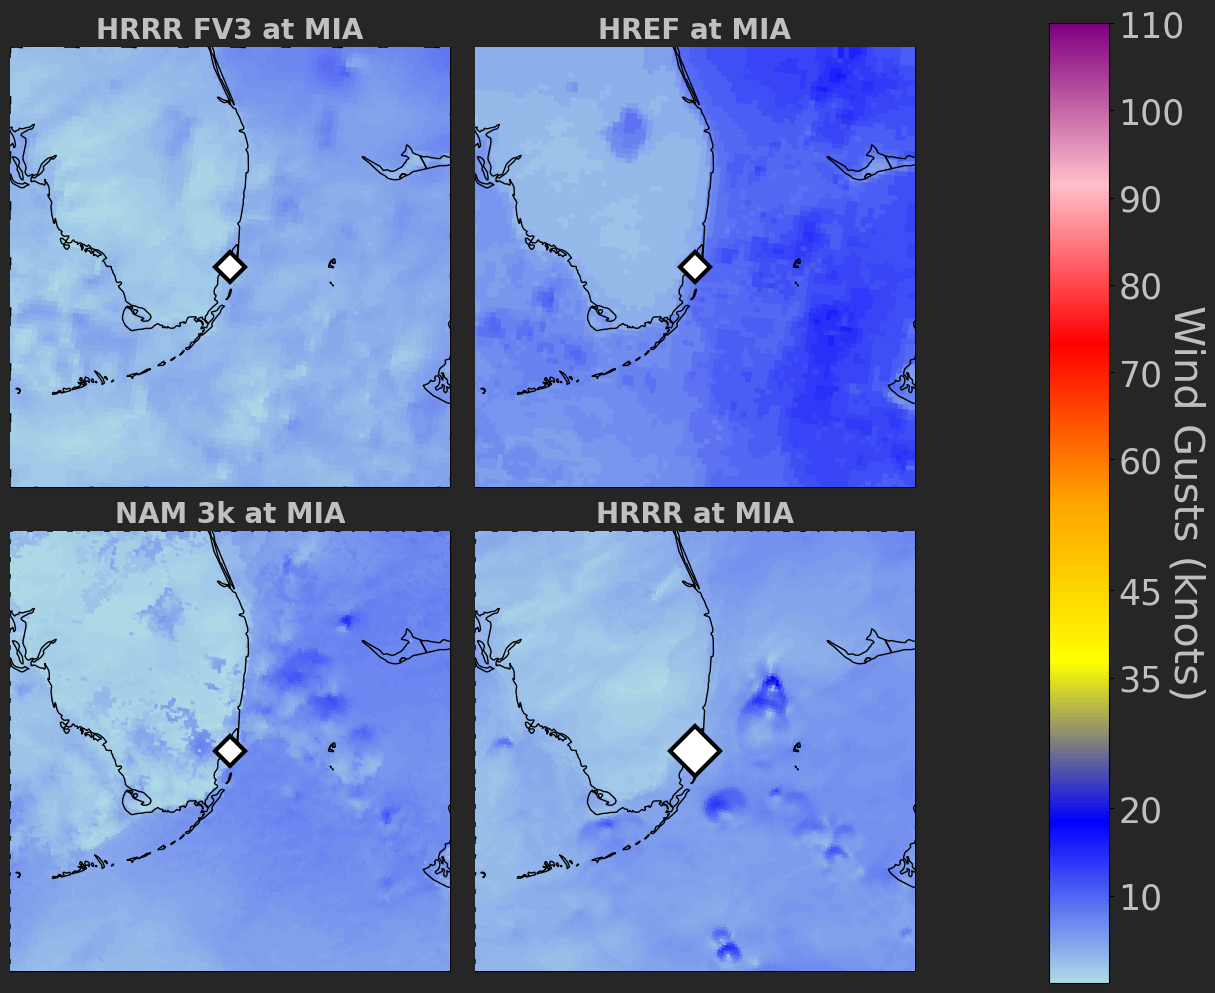 HRRR FV3 at MIA
HREF at MIA
NAM 3k at MIA
HRRR at MIA
110
100
90
80
70
60
45
35
20
10
Wind Gusts (knots)